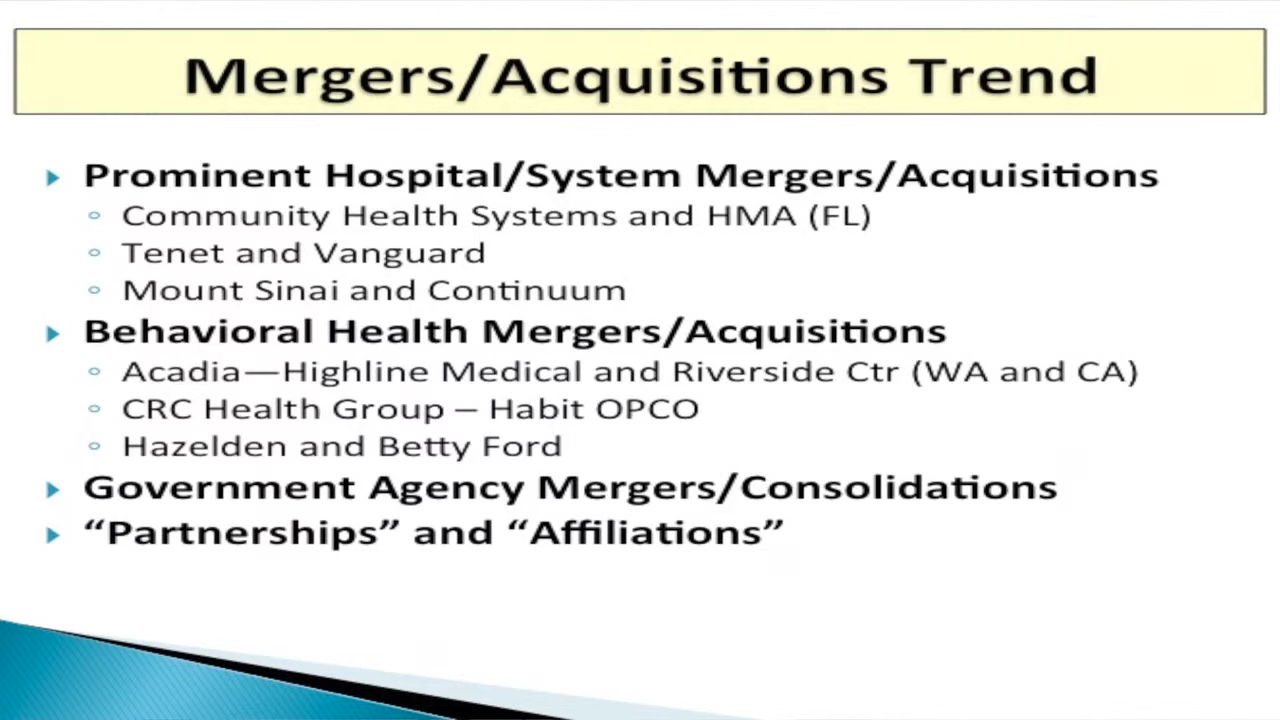 Mergers/Acquisitions Trend
Prominent Hospital/System Mergers/Acquisitions
Community Health Systems and HMA (FL)
Tenet and Vanguard
Mount Sinai and Continuum
Behavioral Health Mergers/Acquisitions
Acadia—Highline Medical and Riverside Ctr (WA and CA)
CRC Health Group – Habit OPCO
Hazelden and Betty Ford
Government Agency Mergers/Consolidations
“Partnerships” and “Affiliations”